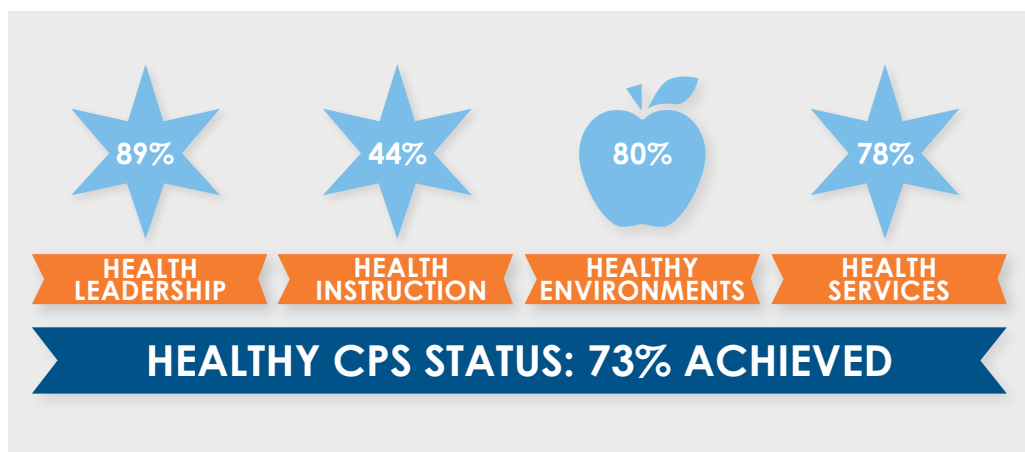 89%
44%
80%
78%
HEALTH
LEADERSHIP
HEALTH
INSTRUCTION
HEALTHY
ENVIRONMENTS
HEALTH
SERVICES
HEALTHY CPS STATUS: 73% ACHIEVED